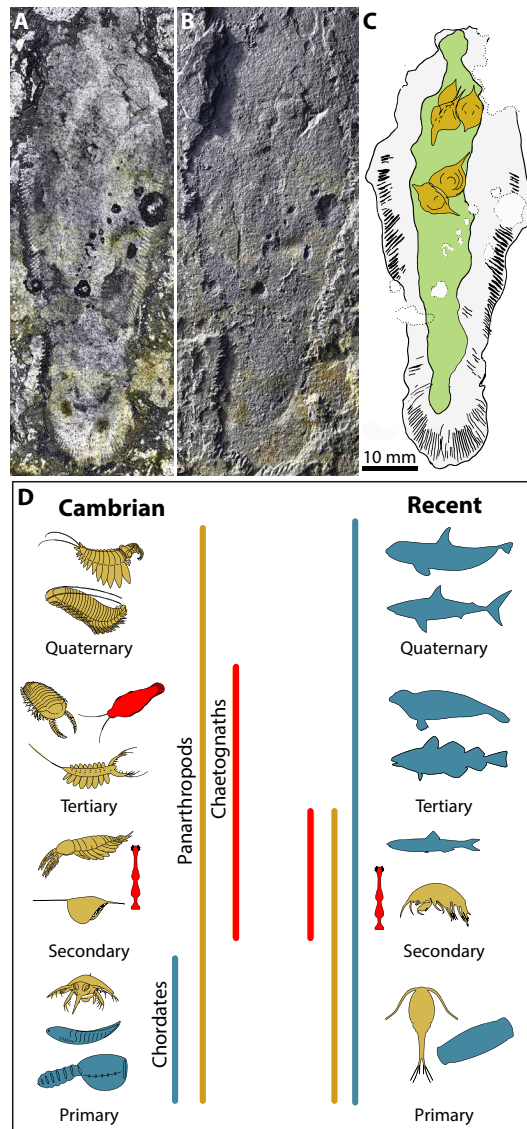 A
B
C
10 mm
D
Cambrian
Recent
Quaternary
Quaternary
Panarthropods
Chaetognaths
Tertiary
Tertiary
Secondary
Secondary
Chordates
Primary
Primary